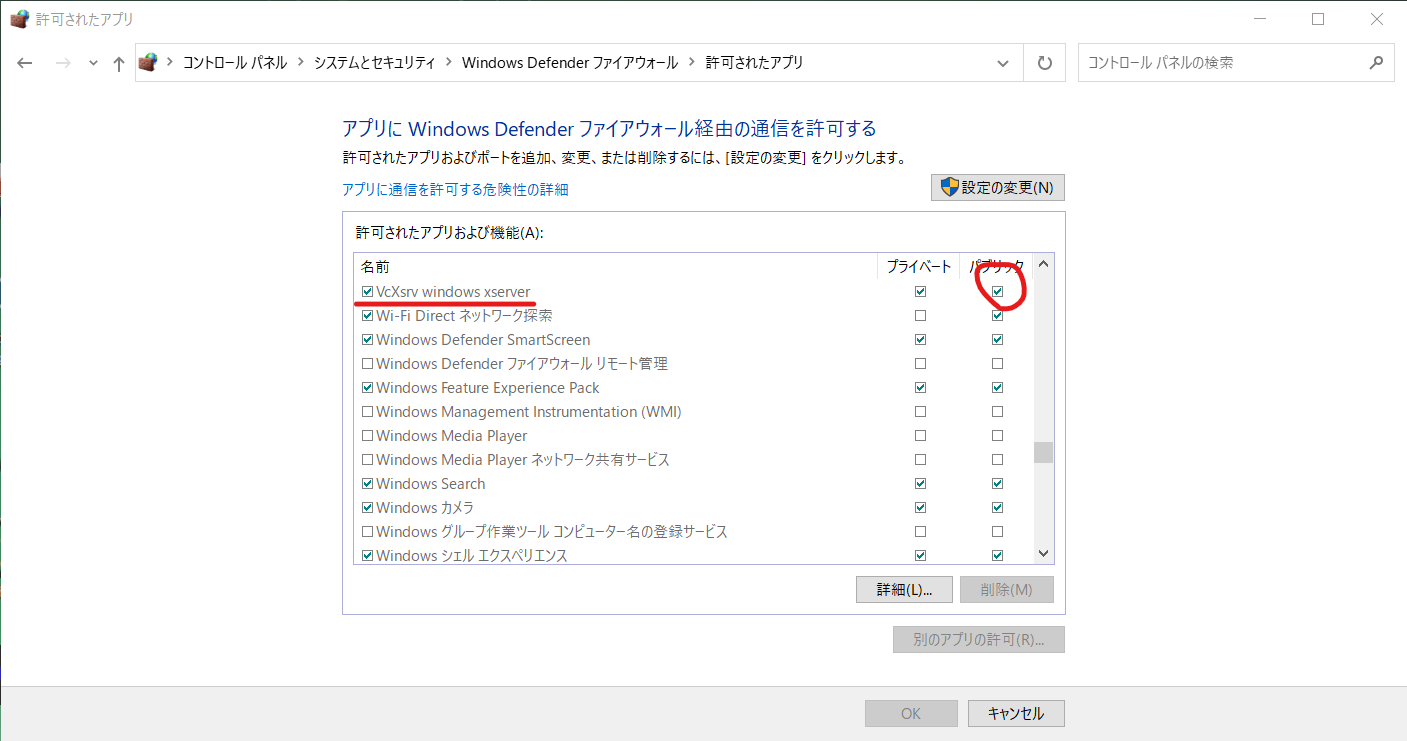 許可されたアプリ
コントロール パネル > システムとセキュリティ > Windows Defender ファイアウォール > 許可されたアプリ
コントロール パネルの検索
アプリに Windows Defender ファイアウォール経由の通信を許可する
許可されたアプリおよびポートを追加、変更、または削除するには、[設定の変更] をクリックします。
アプリに通信を許可する危険性の詳細
設定の変更(N)
許可されたアプリおよび機能(A):
名前 プライベート パブリック
VcXsrv windows xserver
Wi-Fi Direct ネットワーク探索
Windows Defender SmartScreen
Windows Defender ファイアウォール リモート管理
Windows Feature Experience Pack
Windows Management Instrumentation (WMI)
Windows Media Player
Windows Media Player ネットワーク共有サービス
Windows Search
Windows カメラ
Windows グループ作業ツール コンピューター名の登録サービス
Windows シェル エクスペリエンス
詳細(L)... 削除(M)
別のアプリの許可(R)...
OK キャンセル